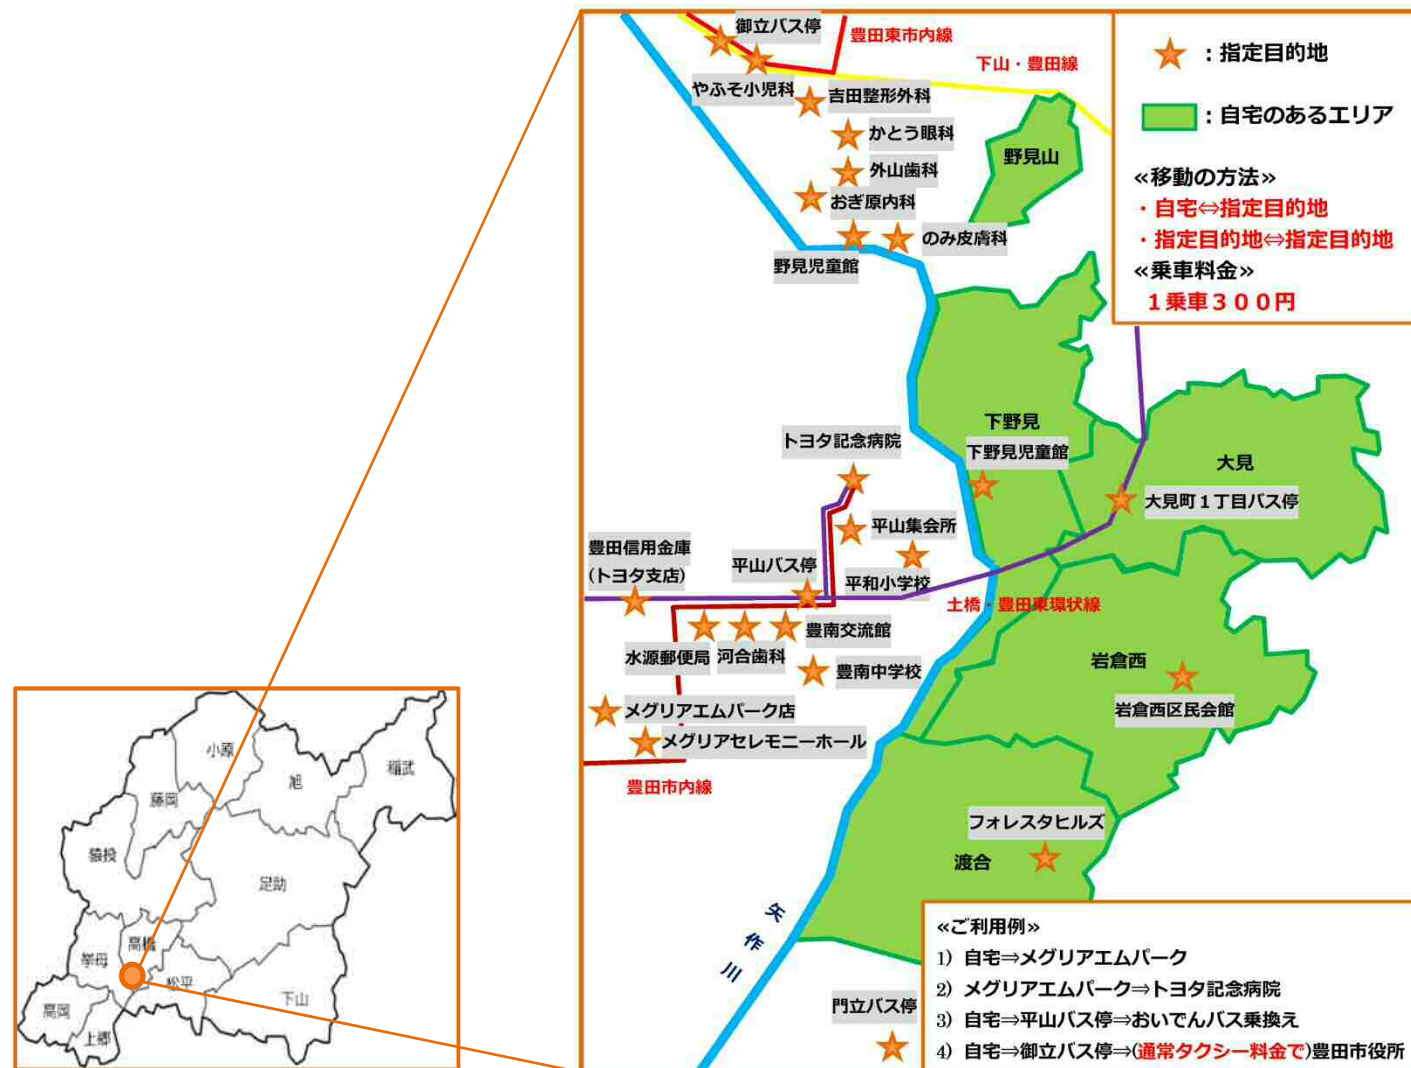 御立バス停
豊田東市内線
下山・豊田線
やふそ小児科
吉田整形外科
かとう眼科
外山歯科
おぎ原内科
のみ皮膚科
野見児童館
野見山
：指定目的地
：自宅のあるエリア
≪移動の方法≫
・自宅⇔指定目的地
・指定目的地⇔指定目的地
≪乗車料金≫
１乗車３００円
下野見
下野見児童館
大見
大見町１丁目バス停
トヨタ記念病院
平山集会所
平和小学校
豊田信用金庫
(トヨタ支店)
平山バス停
土橋・豊田東環状線
水源郵便局
河合歯科
豊南交流館
豊南中学校
岩倉西
岩倉西区民会館
メグリアエムパーク店
メグリアセレモニーホール
豊田市内線
フォレスタヒルズ
渡合
矢作川
門立バス停
≪ご利用例≫
1）自宅⇒メグリアエムパーク
2）メグリアエムパーク⇒トヨタ記念病院
3）自宅⇒平山バス停⇒おいでんバス乗換え
4）自宅⇒御立バス停⇒(通常タクシー料金で)豊田市役所
小原
旭
稲武
藤岡
猿投
足助
高橋
挙母
松平
下山
高岡
上郷